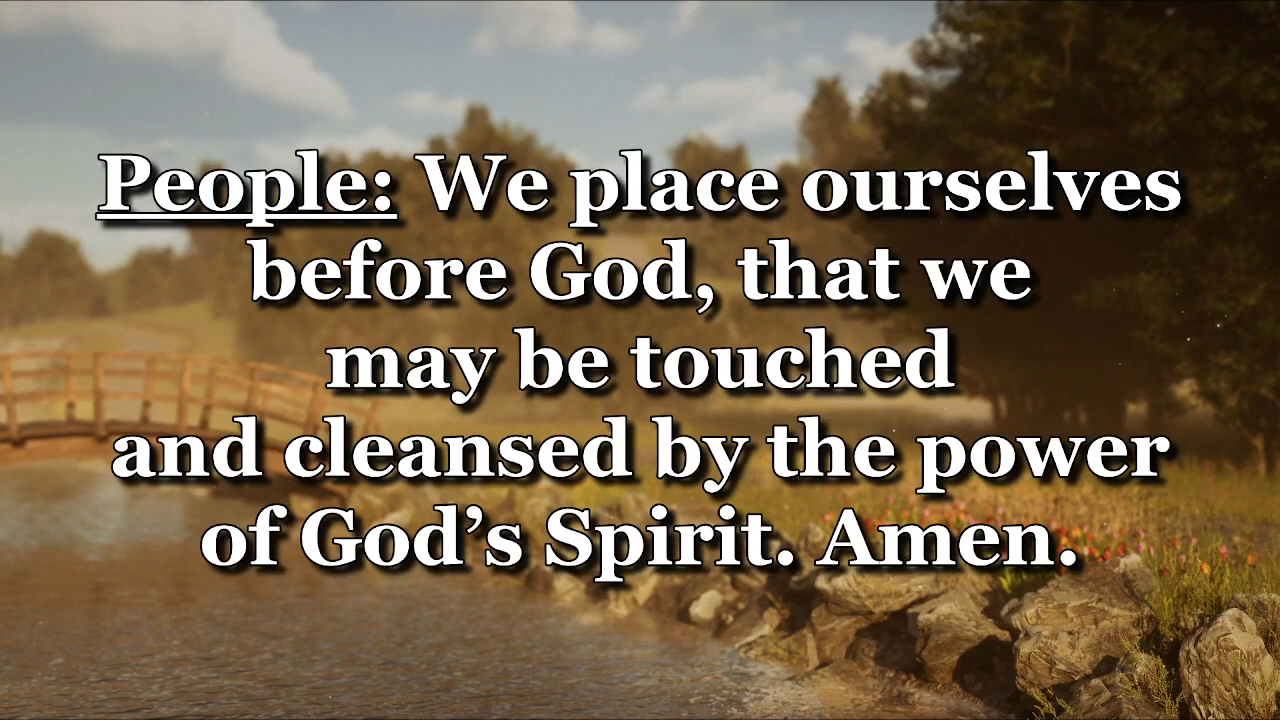 People: We place ourselves
before God, that we
may be touched
and cleansed by the power
of God’s Spirit. Amen.